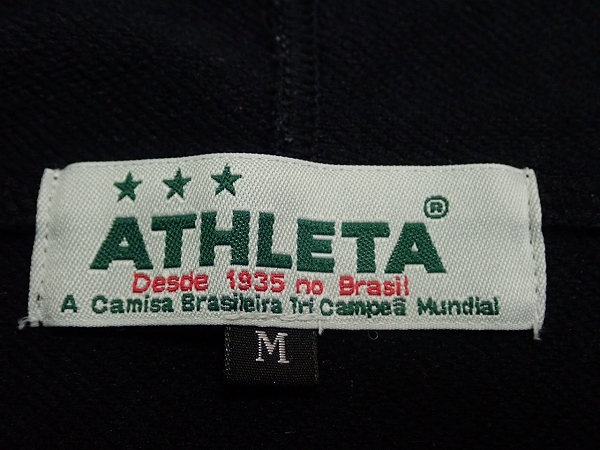 ★★★
ATHLETA®
Desde 1935 no Brasil
A Camisa Brasileira Tri Campeã Mundial
M